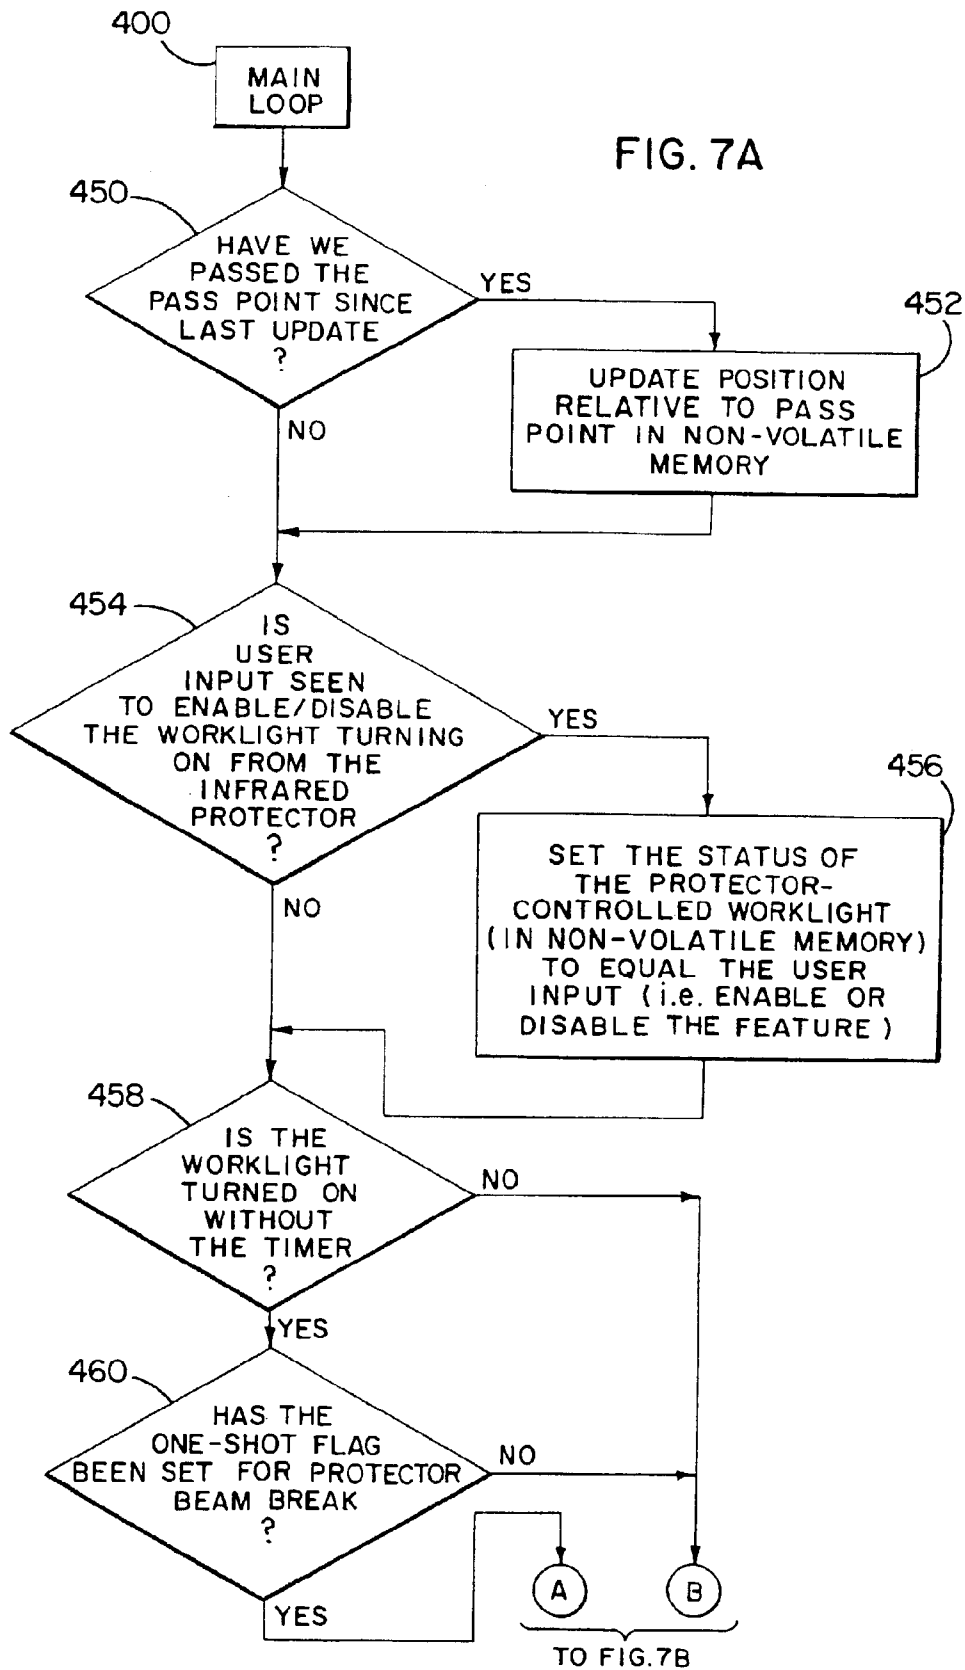 400
MAIN
LOOP
FIG. 7A
450
HAVE WE
PASSED THE
PASS POINT SINCE
LAST UPDATE
?
YES
452
UPDATE POSITION
RELATIVE TO PASS
POINT IN NON-VOLATILE
MEMORY
NO
454
IS
USER
INPUT SEEN
TO ENABLE/DISABLE
THE WORKLIGHT TURNING
ON FROM THE
INFRARED
PROTECTOR
?
YES
456
SET THE STATUS OF
THE PROTECTOR-
CONTROLLED WORKLIGHT
(IN NON-VOLATILE MEMORY)
TO EQUAL THE USER
INPUT (i.e. ENABLE OR
DISABLE THE FEATURE)
NO
458
IS THE
WORKLIGHT
TURNED ON
WITHOUT
THE TIMER
?
NO
YES
460
HAS THE
ONE-SHOT FLAG
BEEN SET FOR PROTECTOR
BEAM BREAK
?
NO
YES
A
B
TO FIG.7B